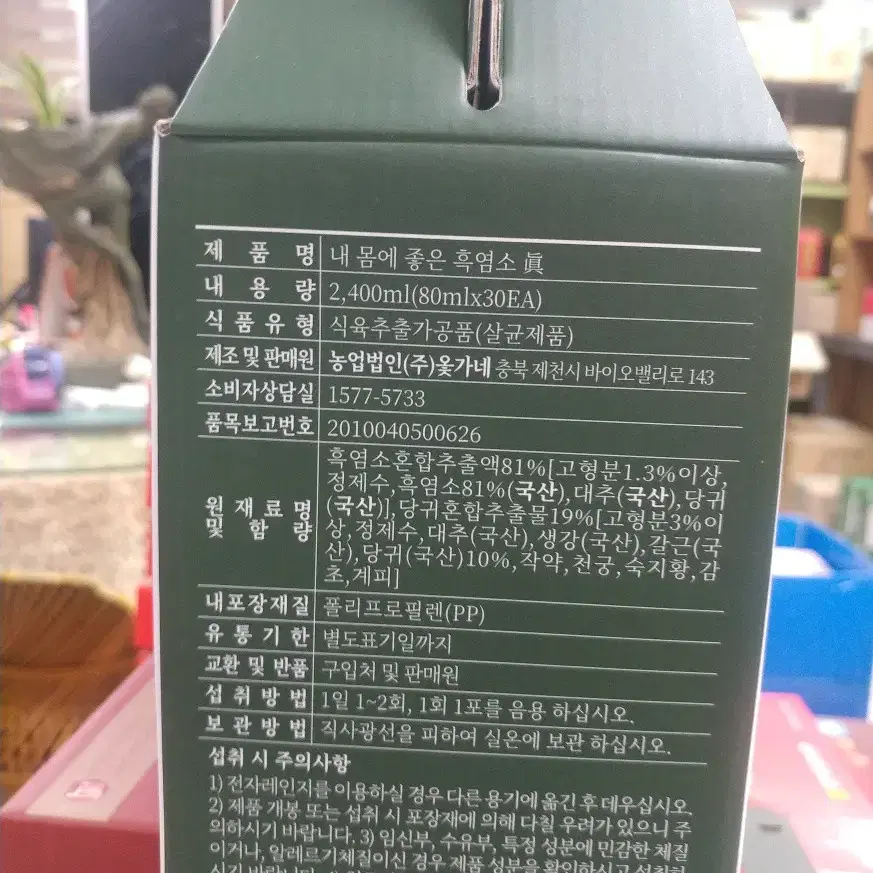 제품명 내 몸에 좋은 흑염소 眞
내용량 2,400ml(80mlx30EA)
식품유형 식육추출가공품(살균제품)
제조 및 판매원 농업법인(주)옻가네 충북 제천시 바이오밸리로 143
소비자상담실 1577-5733
품목보고번호 2010040500626
원재료명 및 함량 흑염소혼합추출액81%[고형분1.3%이상,
정제수,흑염소81%(국산),대추(국산),당귀
(국산)],당귀혼합추출물19%[고형분3%이
상,정제수,대추(국산),생강(국산),갈근(국
산),당귀(국산)10%,작약,천궁,숙지황,감
초,계피]
내포장재질 폴리프로필렌(PP)
유통기한 별도표기일까지
교환 및 반품 구입처 및 판매원
섭취방법 1일 1~2회, 1회 1포를 음용 하십시오.
보관방법 직사광선을 피하여 실온에 보관 하십시오.
섭취 시 주의사항
1) 전자레인지를 이용하실 경우 다른 용기에 옮긴 후 데우십시오.
2) 제품 개봉 또는 섭취 시 포장재에 의해 다칠 우려가 있으니 주
의하시기 바랍니다. 3) 임신부, 수유부, 특정 성분에 민감한 체질
이거나, 알레르기체질이신 경우 제품 성분을 확인하시고 섭취하
시기 바랍니다.